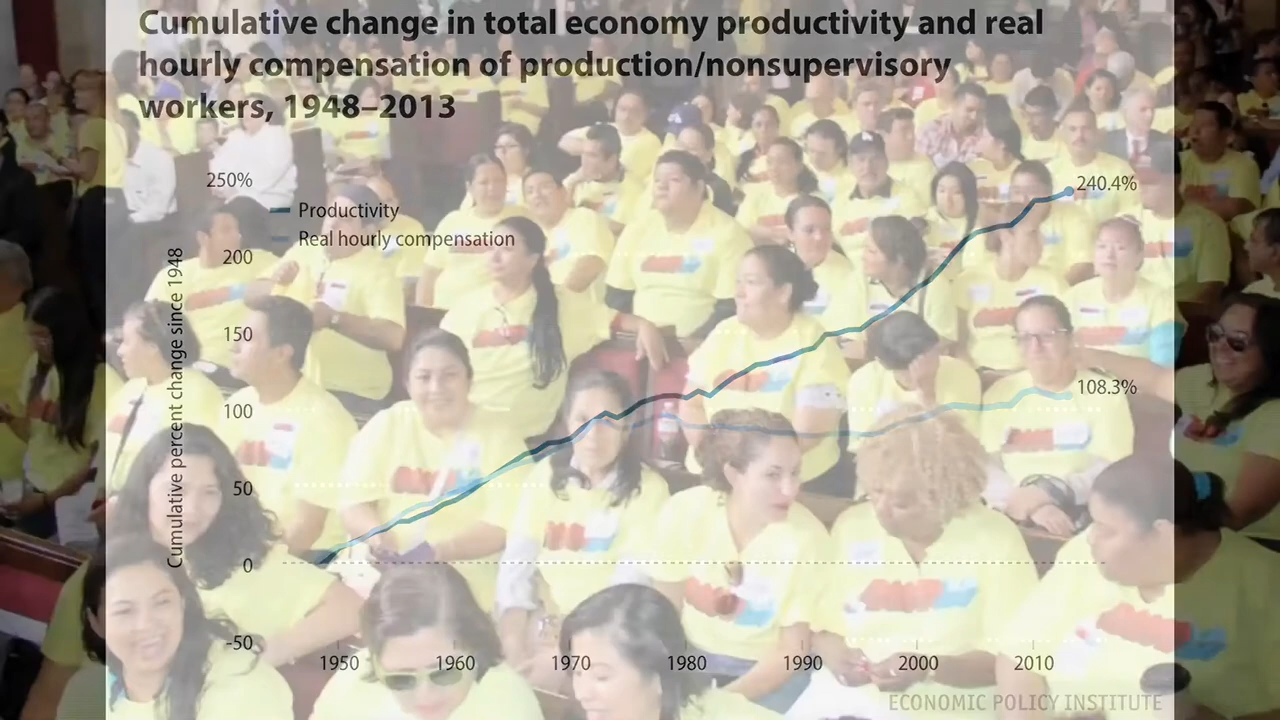 Cumulative change in total economy productivity and real
hourly compensation of production/nonsupervisory
workers, 1948–2013
250%
240.4%
Productivity
Real hourly compensation
Cumulative percent change since 1948
200
150
108.3%
100
50
0
-50
1950 1960 1970 1980 1990 2000 2010
ECONOMIC POLICY INSTITUTE